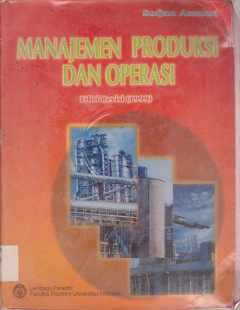 Sofjan Assauri
MANAJEMEN PRODUKSI
DAN OPERASI
Edisi Revisi (1999)
Lembaga Penerbit
Fakultas Ekonomi Universitas Indonesia